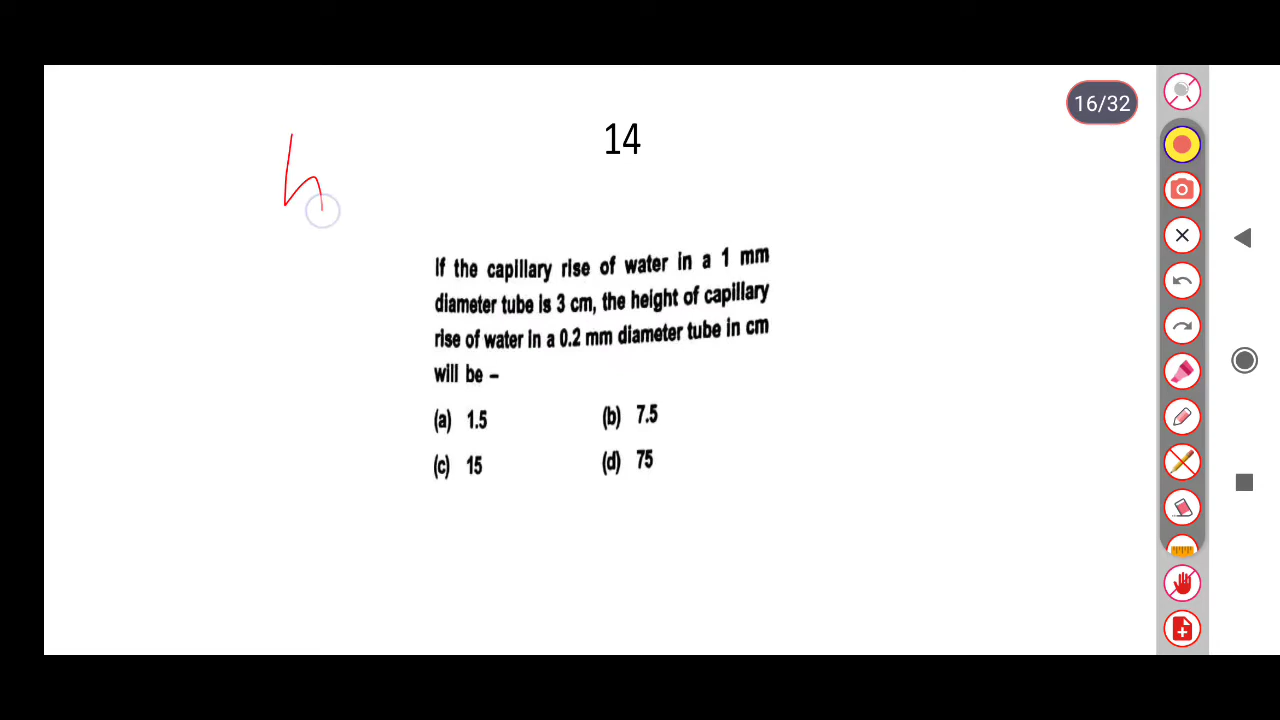 16/32
14
h
If the capillary rise of water in a 1 mm
diameter tube is 3 cm, the height of capillary
rise of water in a 0.2 mm diameter tube in cm
will be –
(a) 1.5 (b) 7.5
(c) 15 (d) 75